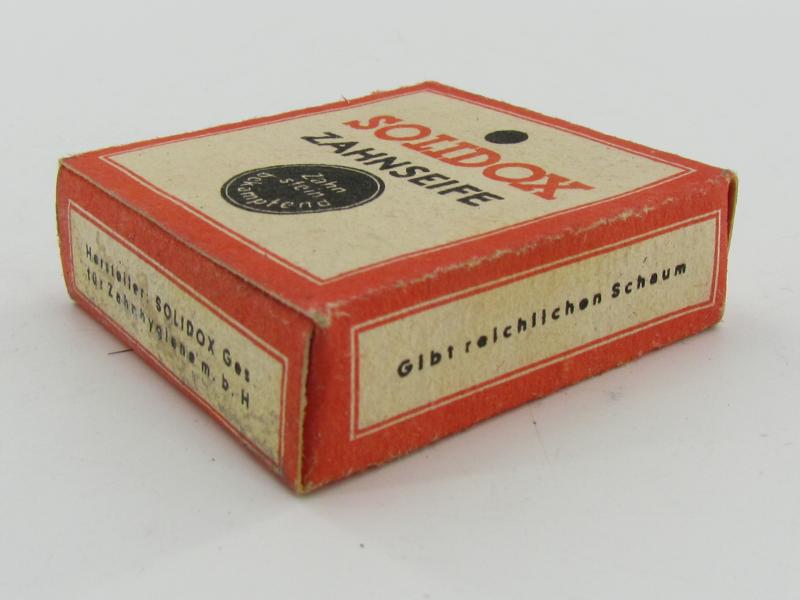 SOLIDOX
ZAHNSEIFE
Zahn
stein
bekämpfend
Hersteller: SOLIDOX Ges.
für Zahnhygiene m. b. H
Gibt reichlichen Schaum